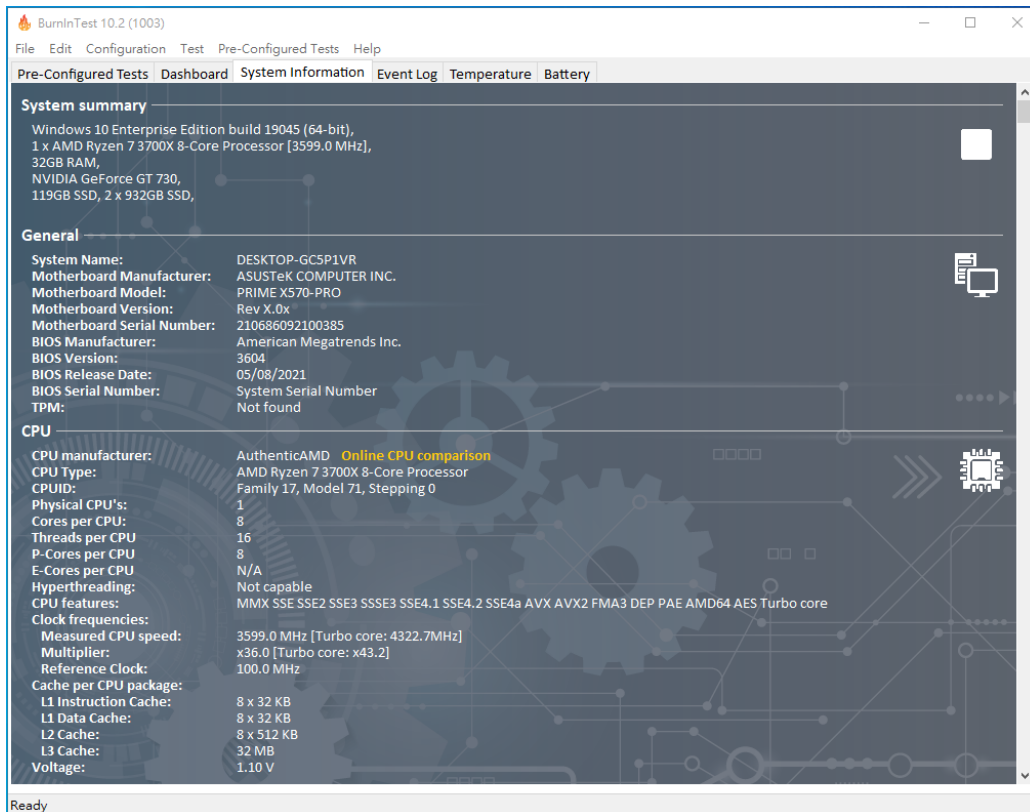 BurnInTest 10.2 (1003)
File Edit Configuration Test Pre-Configured Tests Help
Pre-Configured Tests Dashboard System Information Event Log Temperature Battery
System summary
Windows 10 Enterprise Edition build 19045 (64-bit),
1 x AMD Ryzen 7 3700X 8-Core Processor [3599.0 MHz],
32GB RAM,
NVIDIA GeForce GT 730,
119GB SSD, 2 x 932GB SSD,
General
System Name: DESKTOP-GC5P1VR
Motherboard Manufacturer: ASUSTeK COMPUTER INC.
Motherboard Model: PRIME X570-PRO
Motherboard Version: Rev X.0x
Motherboard Serial Number: 210686092100385
BIOS Manufacturer: American Megatrends Inc.
BIOS Version: 3604
BIOS Release Date: 05/08/2021
BIOS Serial Number: System Serial Number
TPM: Not found
CPU
CPU manufacturer: AuthenticAMD Online CPU comparison
CPU Type: AMD Ryzen 7 3700X 8-Core Processor
CPUID: Family 17, Model 71, Stepping 0
Physical CPU's: 1
Cores per CPU: 8
Threads per CPU 16
P-Cores per CPU 8
E-Cores per CPU N/A
Hyperthreading: Not capable
CPU features: MMX SSE SSE2 SSE3 SSSE3 SSE4.1 SSE4.2 SSE4a AVX AVX2 FMA3 DEP PAE AMD64 AES Turbo core
Clock frequencies:
Measured CPU speed: 3599.0 MHz [Turbo core: 4322.7MHz]
Multiplier: x36.0 [Turbo core: x43.2]
Reference Clock: 100.0 MHz
Cache per CPU package:
L1 Instruction Cache: 8 x 32 KB
L1 Data Cache: 8 x 32 KB
L2 Cache: 8 x 512 KB
L3 Cache: 32 MB
Voltage: 1.10 V
Ready